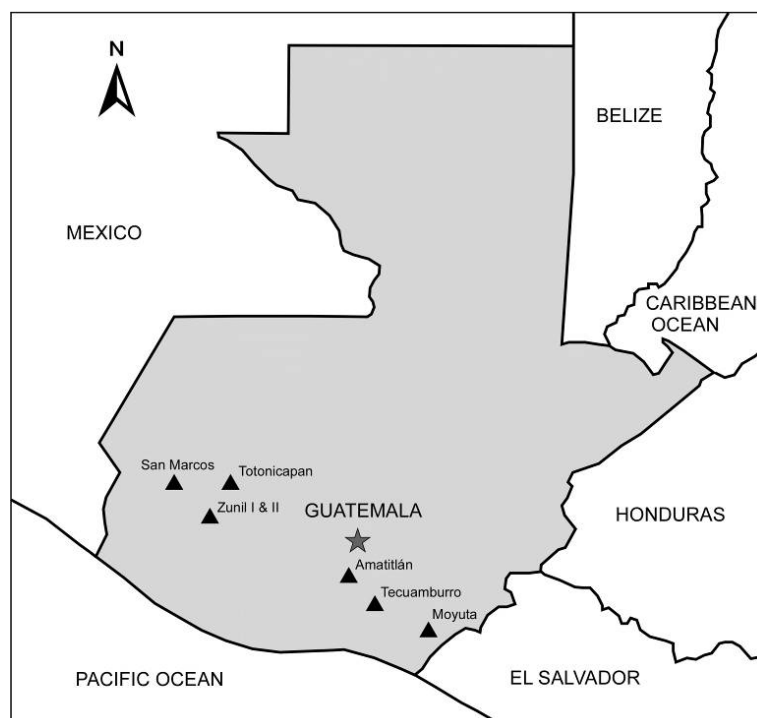 N
BELIZE
MEXICO
CARIBBEAN
OCEAN
San Marcos
Totonicapan
Zunil I & II
GUATEMALA
HONDURAS
Amatitlán
Tecuamburro
Moyuta
PACIFIC OCEAN
EL SALVADOR